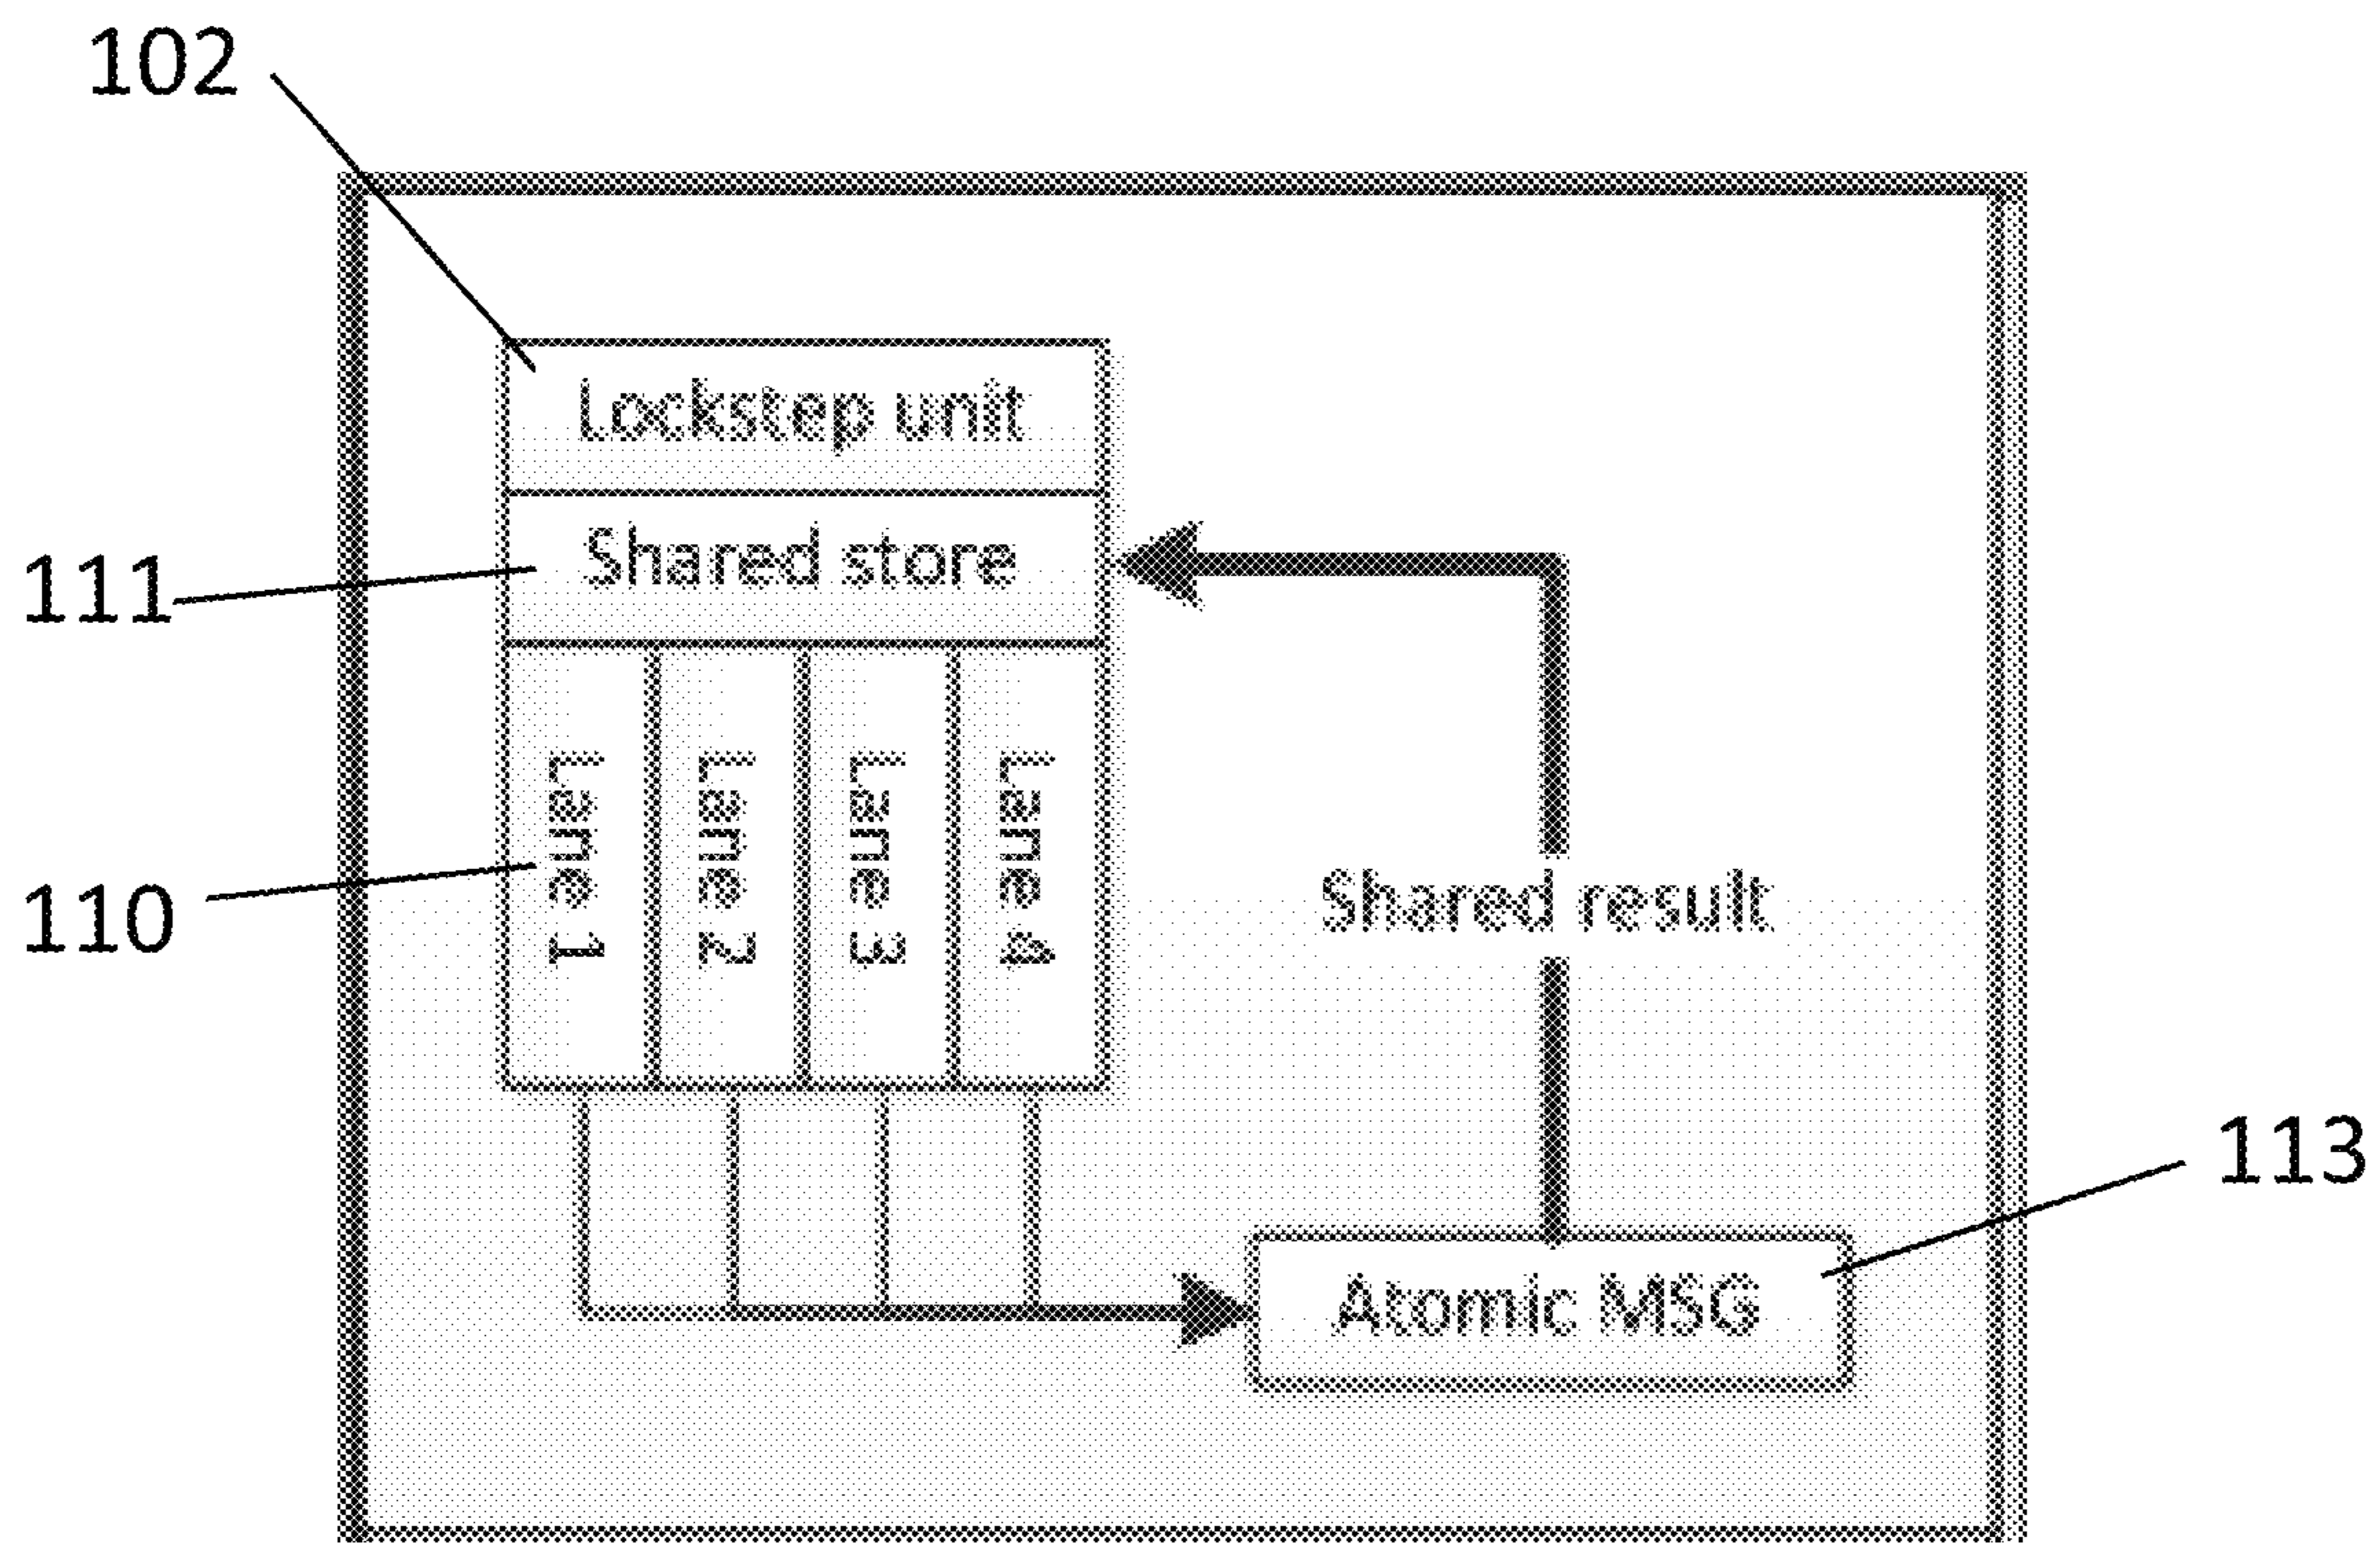 102
Lockstep unit
111
Shared store
110
Lane 1
Lane 2
Lane 3
Lane 4
Shared result
113
Atomic MSG